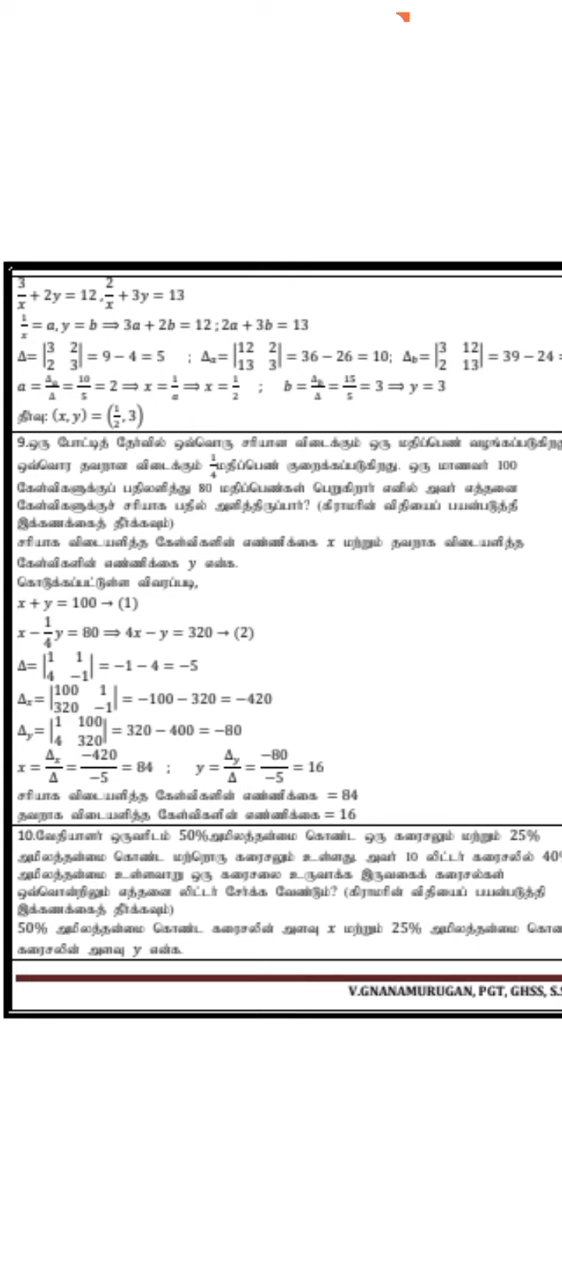 3/x + 2y = 12 , 2/x + 3y = 13
1/x = a, y = b ⟹ 3a + 2b = 12 ; 2a + 3b = 13
Δ= |3 2; 2 3| = 9 − 4 = 5 ; Δₐ= |12 2; 13 3| = 36 − 26 = 10; Δ_b= |3 12; 2 13| = 39 − 24 =
a = Δₐ/Δ = 10/5 = 2 ⟹ x = 1/a ⟹ x = 1/2 ; b = Δ_b/Δ = 15/5 = 3 ⟹ y = 3
தீர்வு: (x, y) = (1/2, 3)
9.ஒரு போட்டித் தேர்வில் ஒவ்வொரு சரியான விடைக்கும் ஒரு மதிப்பெண் வழங்கப்படுகிறது
ஒவ்வொர தவறான விடைக்கும் 1/4 மதிப்பெண் குறைக்கப்படுகிறது. ஒரு மாணவர் 100
கேள்விகளுக்குப் பதிலளித்து 80 மதிப்பெண்கள் பெறுகிறார் எனில் அவர் எத்தனை
கேள்விகளுக்குச் சரியாக பதில் அளித்திருப்பார்? (கிராமரின் விதியைப் பயன்படுத்தி
இக்கணக்கைத் தீர்க்கவும்)
சரியாக விடையளித்த கேள்விகளின் எண்ணிக்கை x மற்றும் தவறாக விடையளித்த
கேள்விகளின் எண்ணிக்கை y என்க.
கொடுக்கப்பட்டுள்ள விவரப்படி,
x + y = 100 → (1)
x − 1/4 y = 80 ⟹ 4x − y = 320 → (2)
Δ= |1 1; 4 −1| = −1 − 4 = −5
Δₓ= |100 1; 320 −1| = −100 − 320 = −420
Δ_y= |1 100; 4 320| = 320 − 400 = −80
x = Δₓ/Δ = −420/−5 = 84 ; y = Δ_y/Δ = −80/−5 = 16
சரியாக விடையளித்த கேள்விகளின் எண்ணிக்கை = 84
தவறாக விடையளித்த கேள்விகளின் எண்ணிக்கை = 16
10.வேதியாளர் ஒருவரிடம் 50%அமிலத்தன்மை கொண்ட ஒரு கரைசலும் மற்றும் 25%
அமிலத்தன்மை கொண்ட மற்றொரு கரைசலும் உள்ளது. அவர் 10 லிட்டர் கரைசலில் 40%
அமிலத்தன்மை உள்ளவாறு ஒரு கரைசலை உருவாக்க இருவகைக் கரைசல்கள்
ஒவ்வொன்றிலும் எத்தனை லிட்டர் சேர்க்க வேண்டும்? (கிராமரின் விதியைப் பயன்படுத்தி
இக்கணக்கைத் தீர்க்கவும்)
50% அமிலத்தன்மை கொண்ட கரைசலின் அளவு x மற்றும் 25% அமிலத்தன்மை
கரைசலின் அளவு y என்க.
V.GNANAMURUGAN, PGT, GHSS,